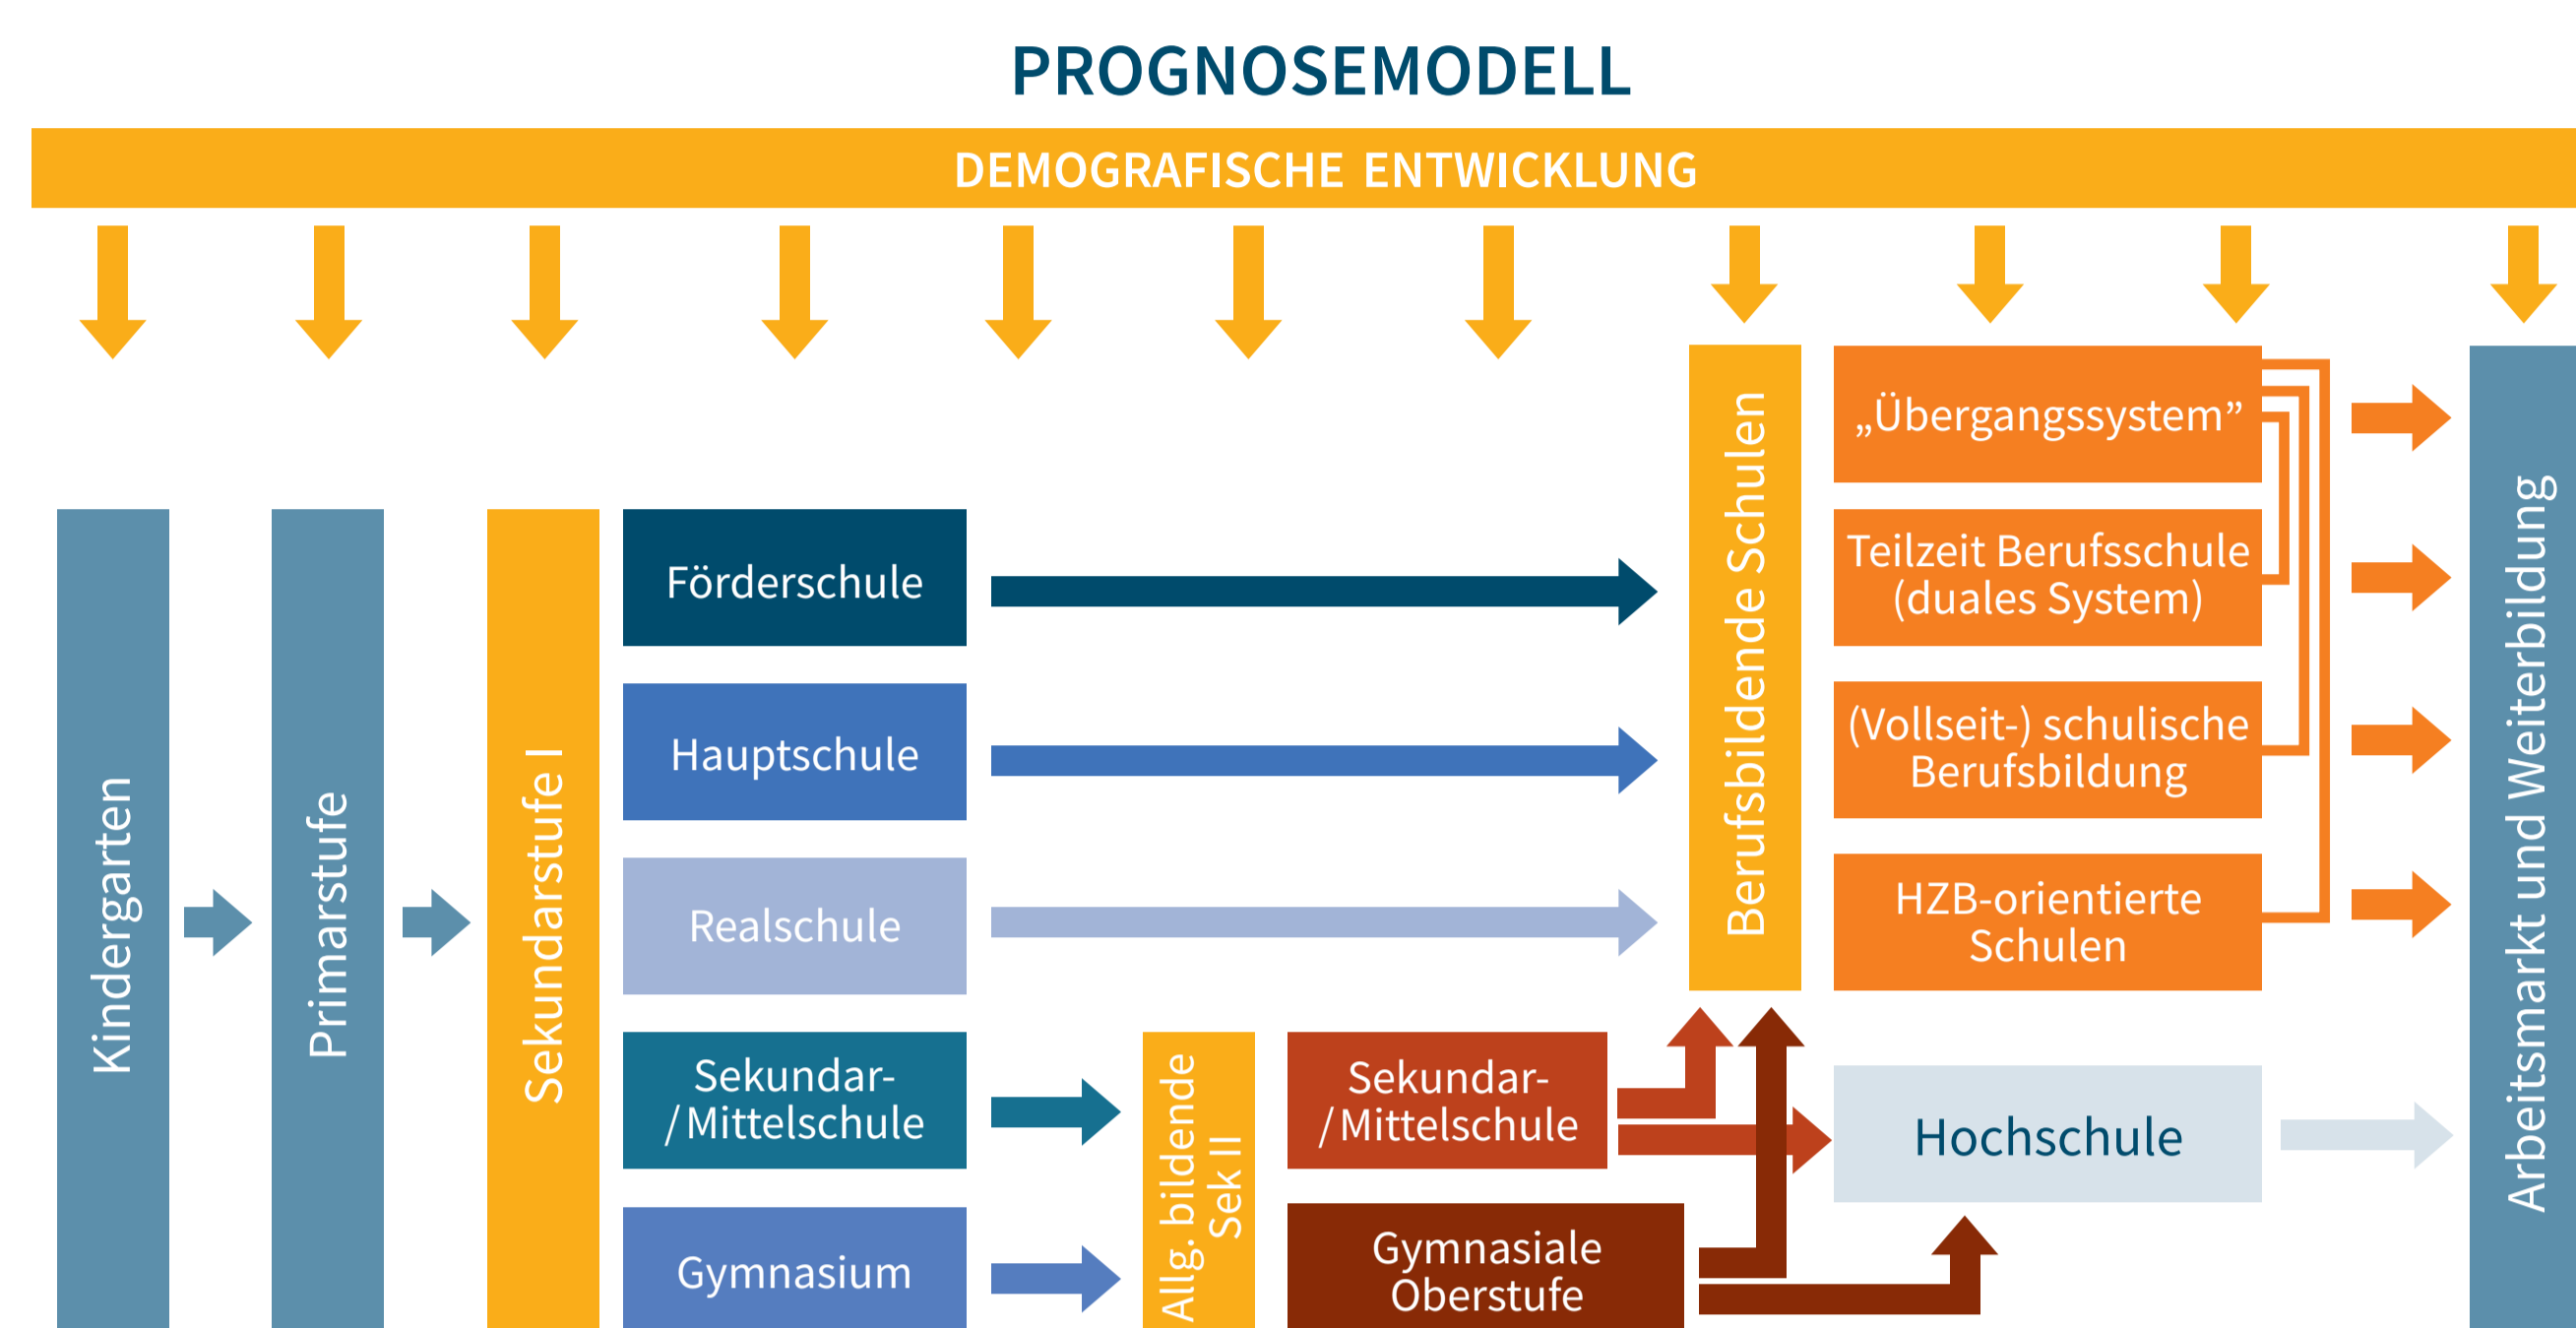 PROGNOSEMODELL
DEMOGRAFISCHE ENTWICKLUNG
Kindergarten
Primarstufe
Sekundarstufe I
Förderschule
Hauptschule
Realschule
Sekundar-
/Mittelschule
Gymnasium
Allg. bildende
Sek II
Sekundar-
/Mittelschule
Gymnasiale
Oberstufe
Berufsbildende Schulen
„Übergangssystem”
Teilzeit Berufsschule
(duales System)
(Vollseit-) schulische
Berufsbildung
HZB-orientierte
Schulen
Hochschule
Arbeitsmarkt und Weiterbildung